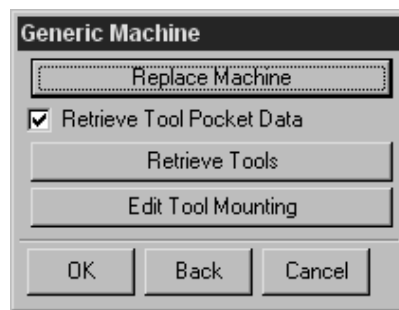 Generic Machine
Replace Machine
Retrieve Tool Pocket Data
Retrieve Tools
Edit Tool Mounting
OK Back Cancel